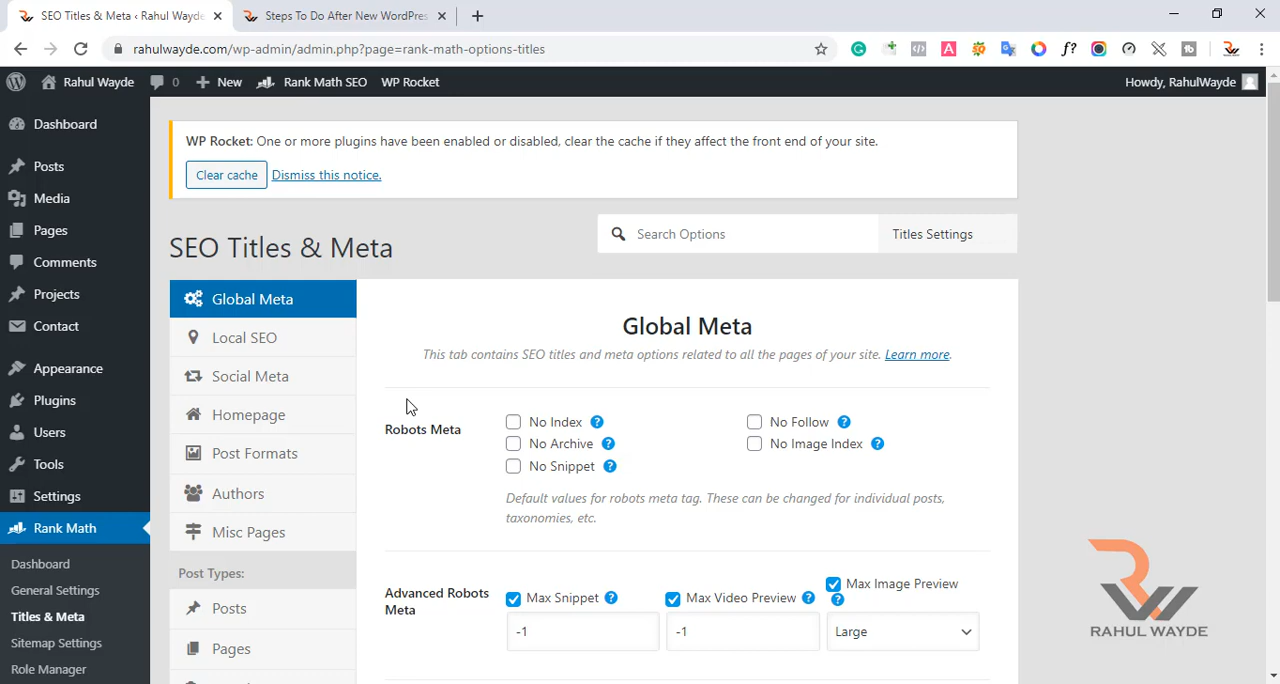 SEO Titles & Meta ‹ Rahul Wayde
Steps To Do After New WordPres
rahulwayde.com/wp-admin/admin.php?page=rank-math-options-titles
Rahul Wayde
0
New
Rank Math SEO
WP Rocket
Howdy, RahulWayde
Dashboard
Posts
Media
Pages
Comments
Projects
Contact
Appearance
Plugins
Users
Tools
Settings
Rank Math
Dashboard
General Settings
Titles & Meta
Sitemap Settings
Role Manager
WP Rocket: One or more plugins have been enabled or disabled, clear the cache if they affect the front end of your site.
Clear cache
Dismiss this notice.
SEO Titles & Meta
Search Options
Titles Settings
Global Meta
Local SEO
Social Meta
Homepage
Post Formats
Authors
Misc Pages
Post Types:
Posts
Pages
Global Meta
This tab contains SEO titles and meta options related to all the pages of your site. Learn more.
Robots Meta
No Index
No Follow
No Archive
No Image Index
No Snippet
Default values for robots meta tag. These can be changed for individual posts,
taxonomies, etc.
Advanced Robots
Meta
Max Snippet
-1
Max Video Preview
-1
Max Image Preview
Large
RAHUL WAYDE